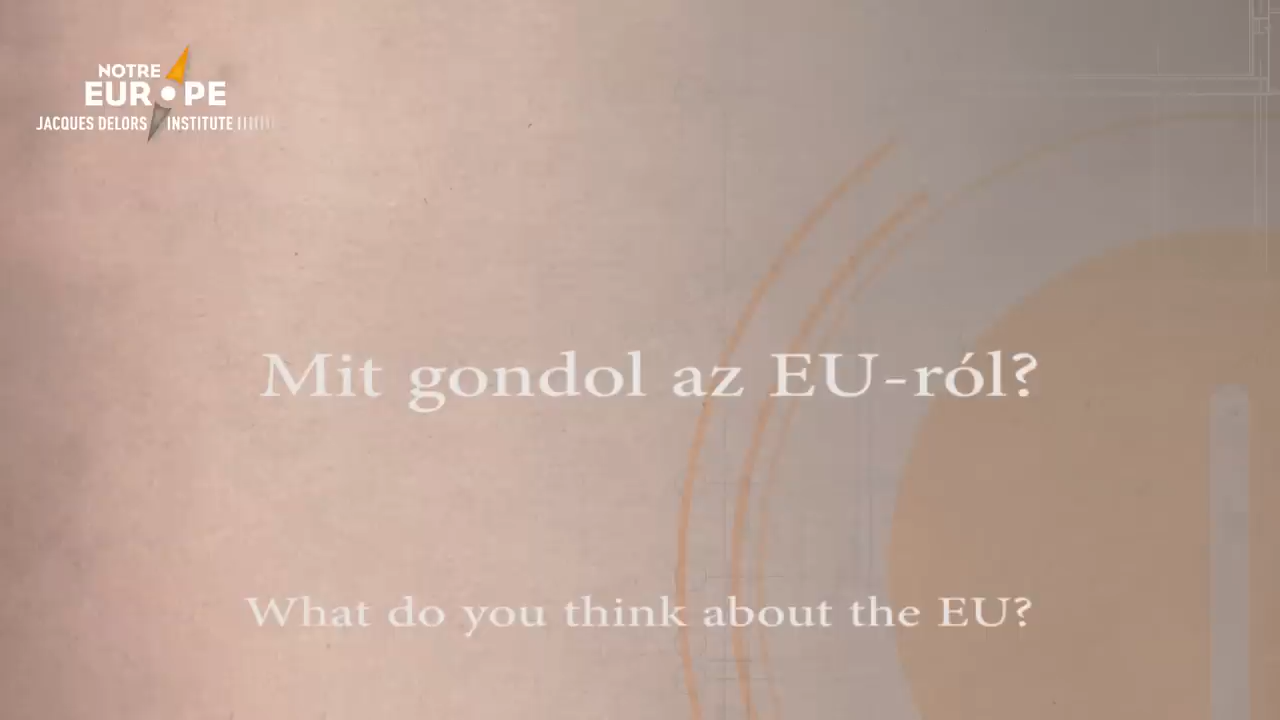 NOTRE
EUROPE
JACQUES DELORS INSTITUTE
Mit gondol az EU-ról?
What do you think about the EU?